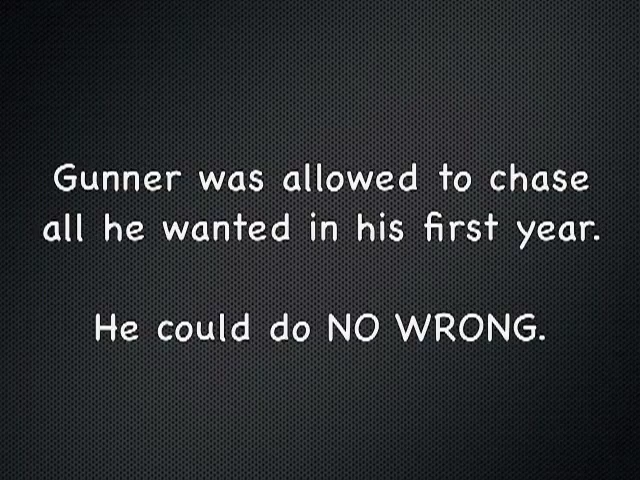 Gunner was allowed to chase
all he wanted in his first year.
He could do NO WRONG.